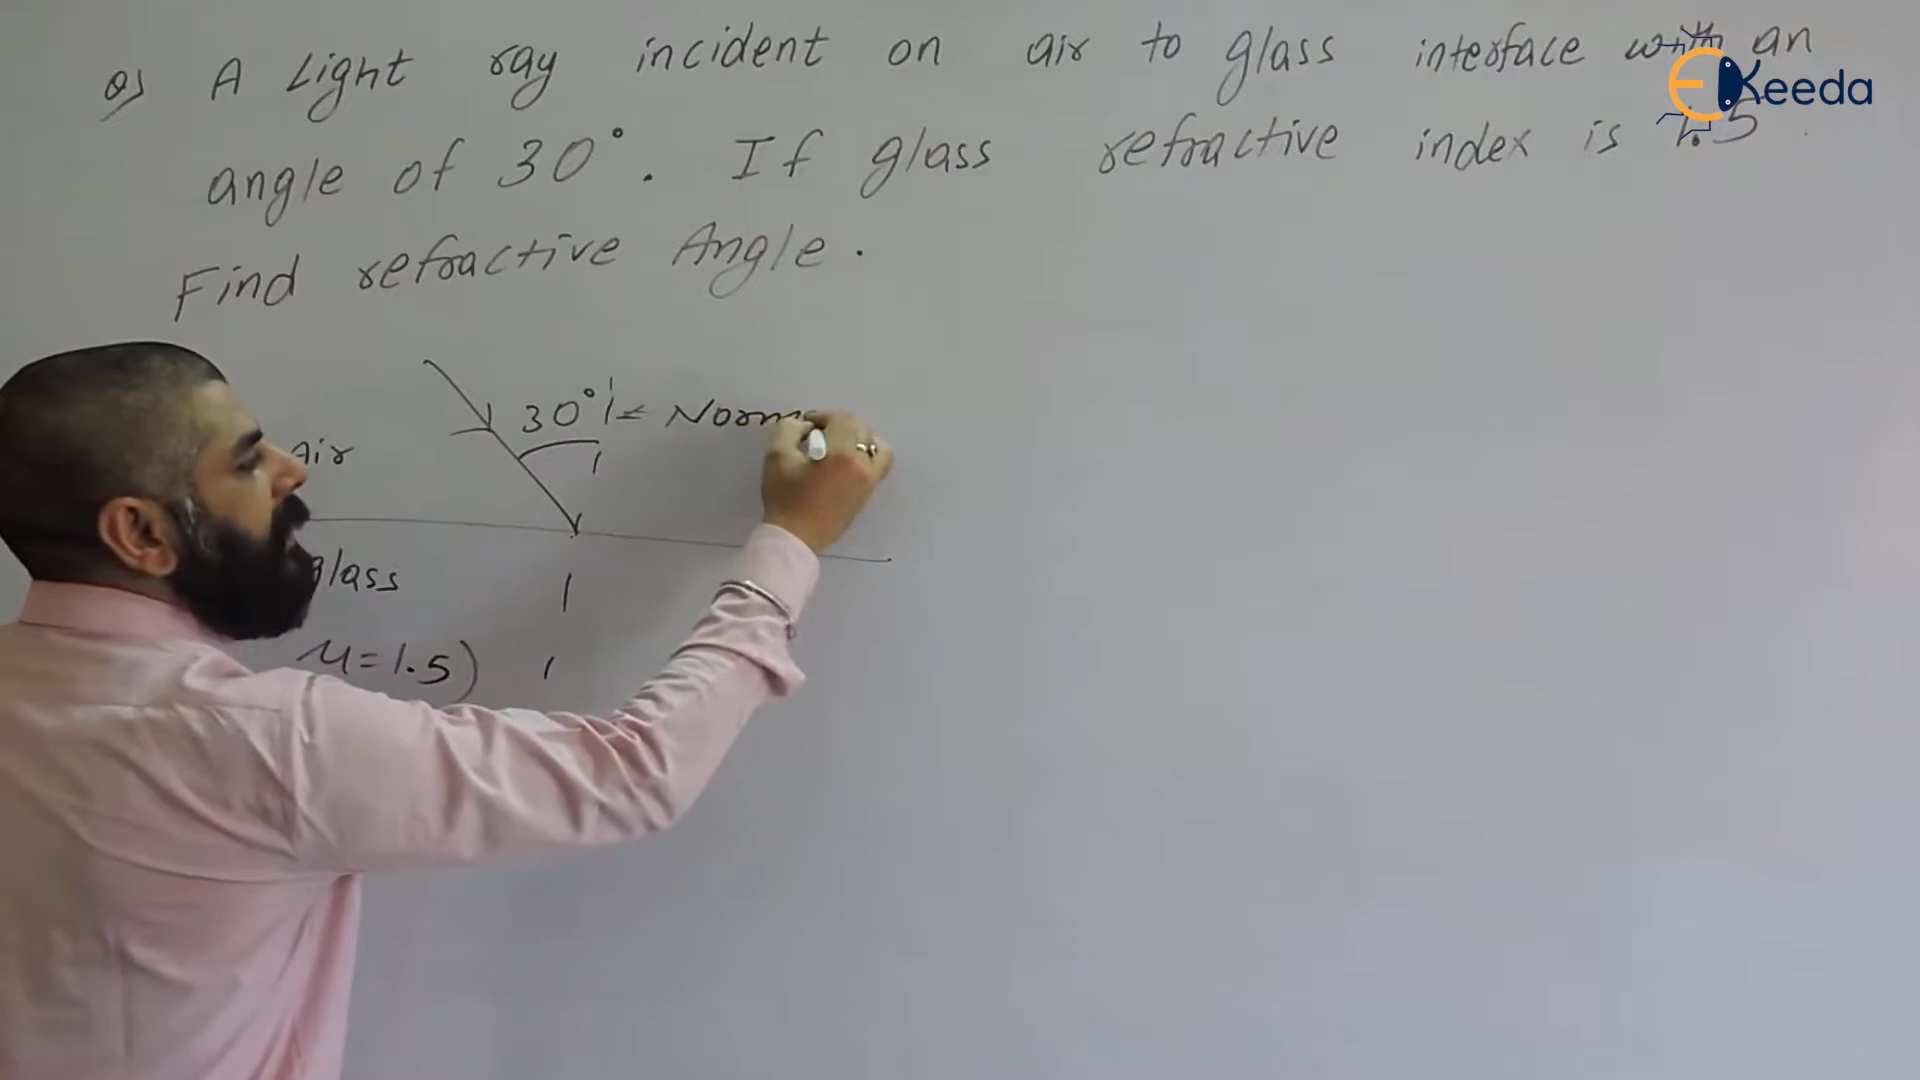 Q) A Light ray incident on air to glass interface with an
angle of 30°. If glass refractive index is 1.5
Find refractive Angle.
30° Norm
Air
glass
μ=1.5)
EKeeda